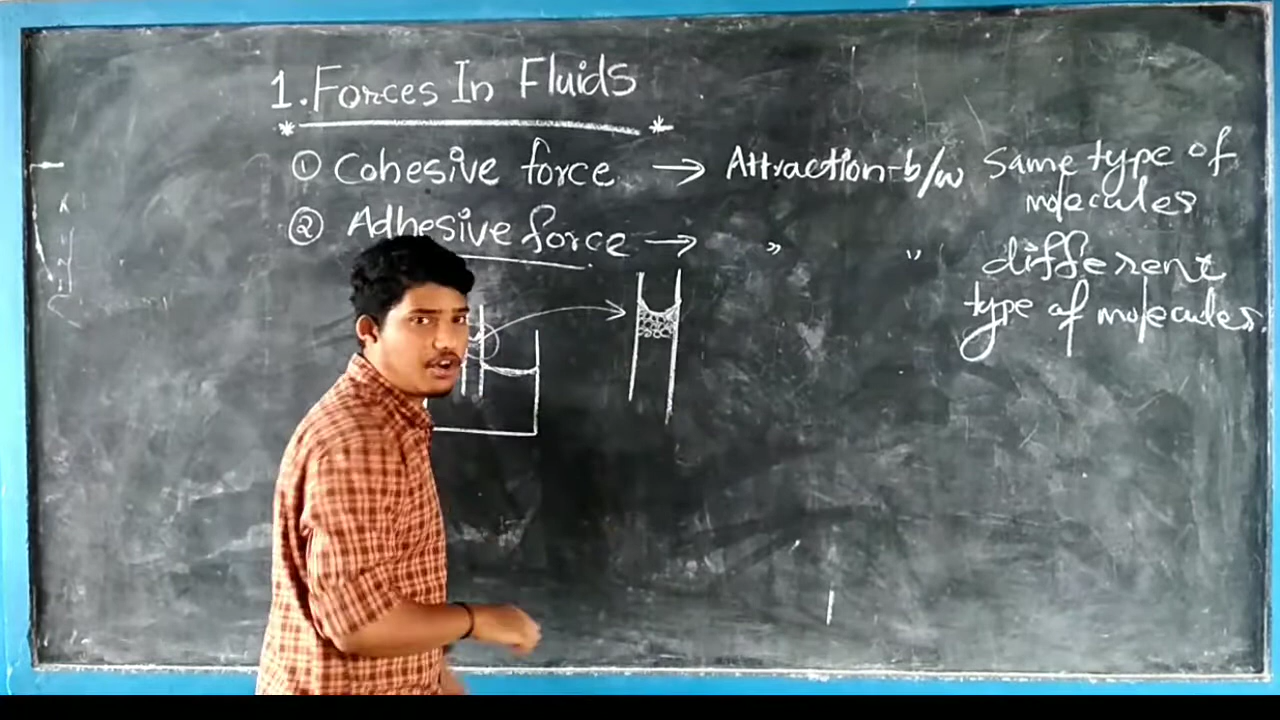 1. Forces In Fluids
① Cohesive force → Attraction b/w Same type of
molecules
② Adhesive force → " " different
type of molecules.